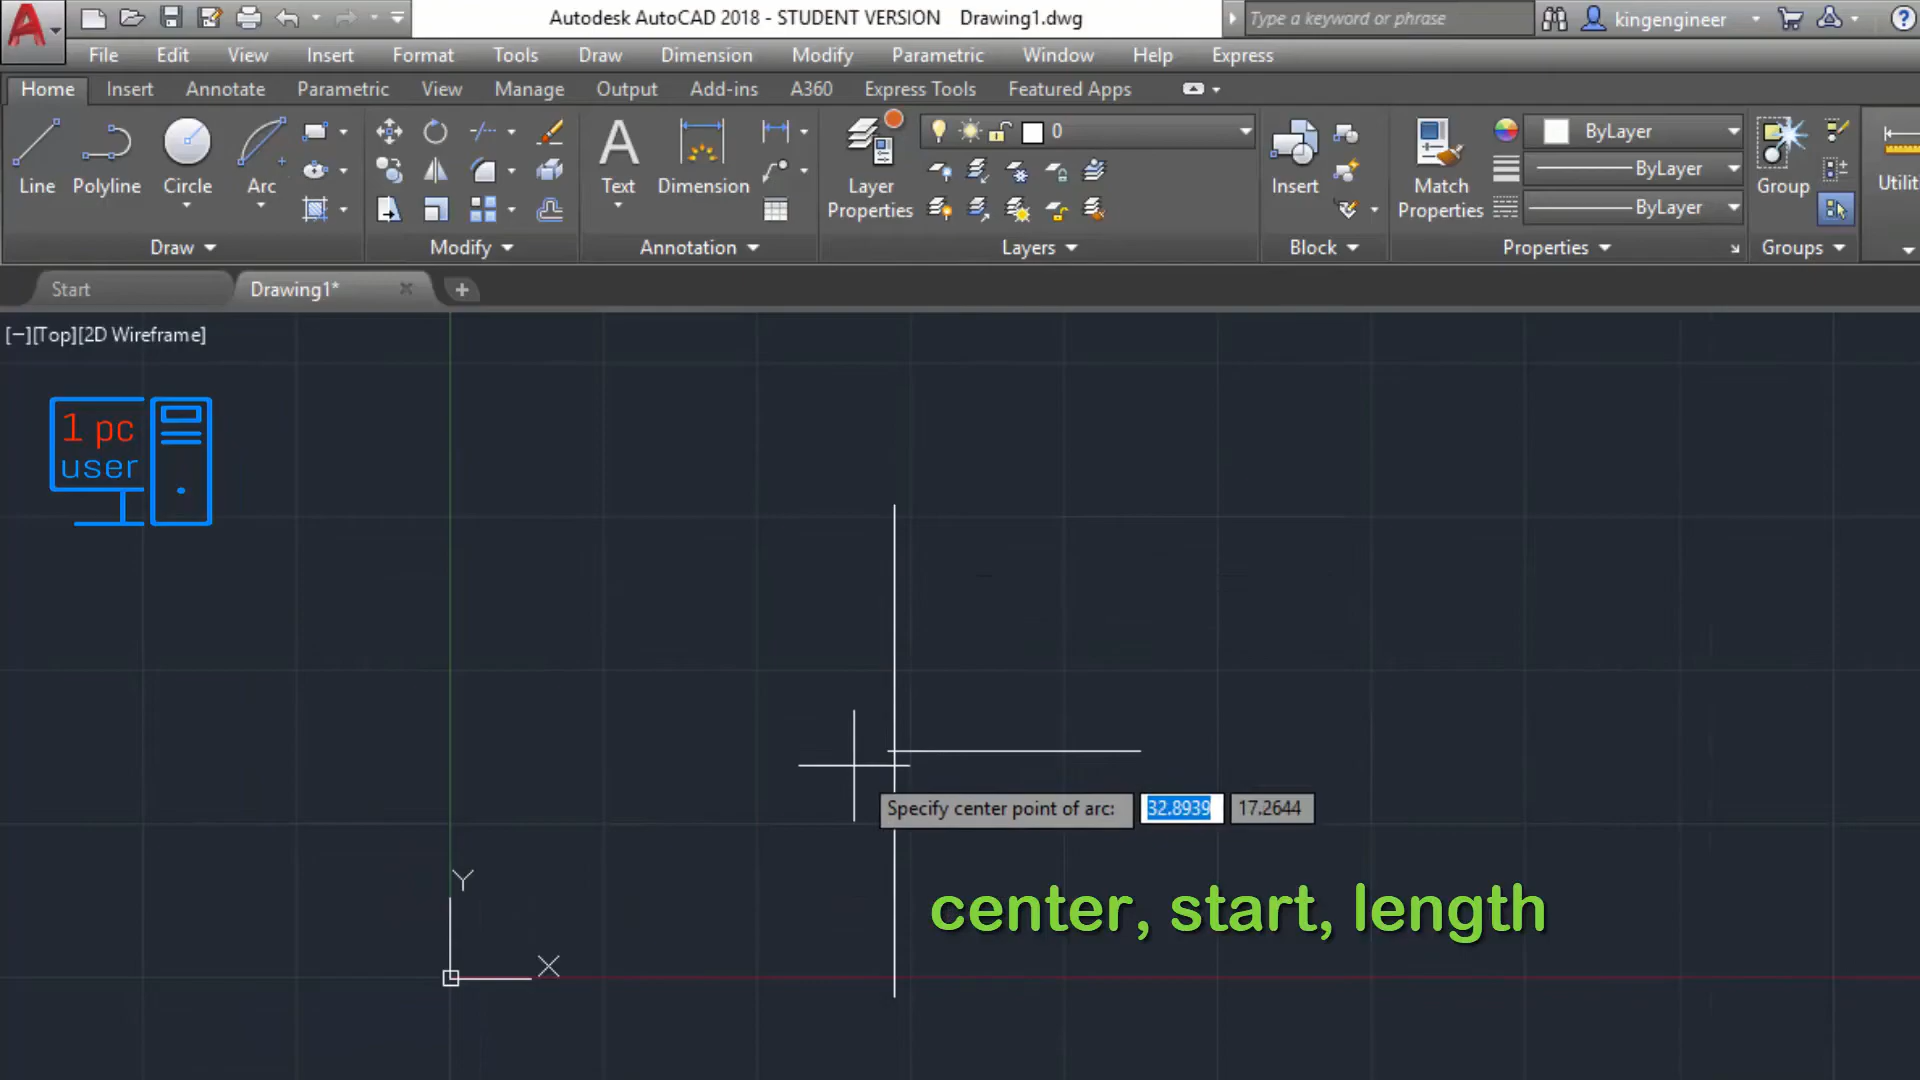 Autodesk AutoCAD 2018 - STUDENT VERSION Drawing1.dwg
Type a keyword or phrase
kingengineer
File Edit View Insert Format Tools Draw Dimension Modify Parametric Window Help Express
Home Insert Annotate Parametric View Manage Output Add-ins A360 Express Tools Featured Apps
Line Polyline Circle Arc
Text Dimension
Layer Properties
0
Insert
Match Properties
ByLayer
ByLayer
ByLayer
Group
Utiliti
Draw Modify Annotation Layers Block Properties Groups
Start Drawing1*
[−][Top][2D Wireframe]
1 pc
user
Specify center point of arc: 32.8939 17.2644
Y
center, start, length
X